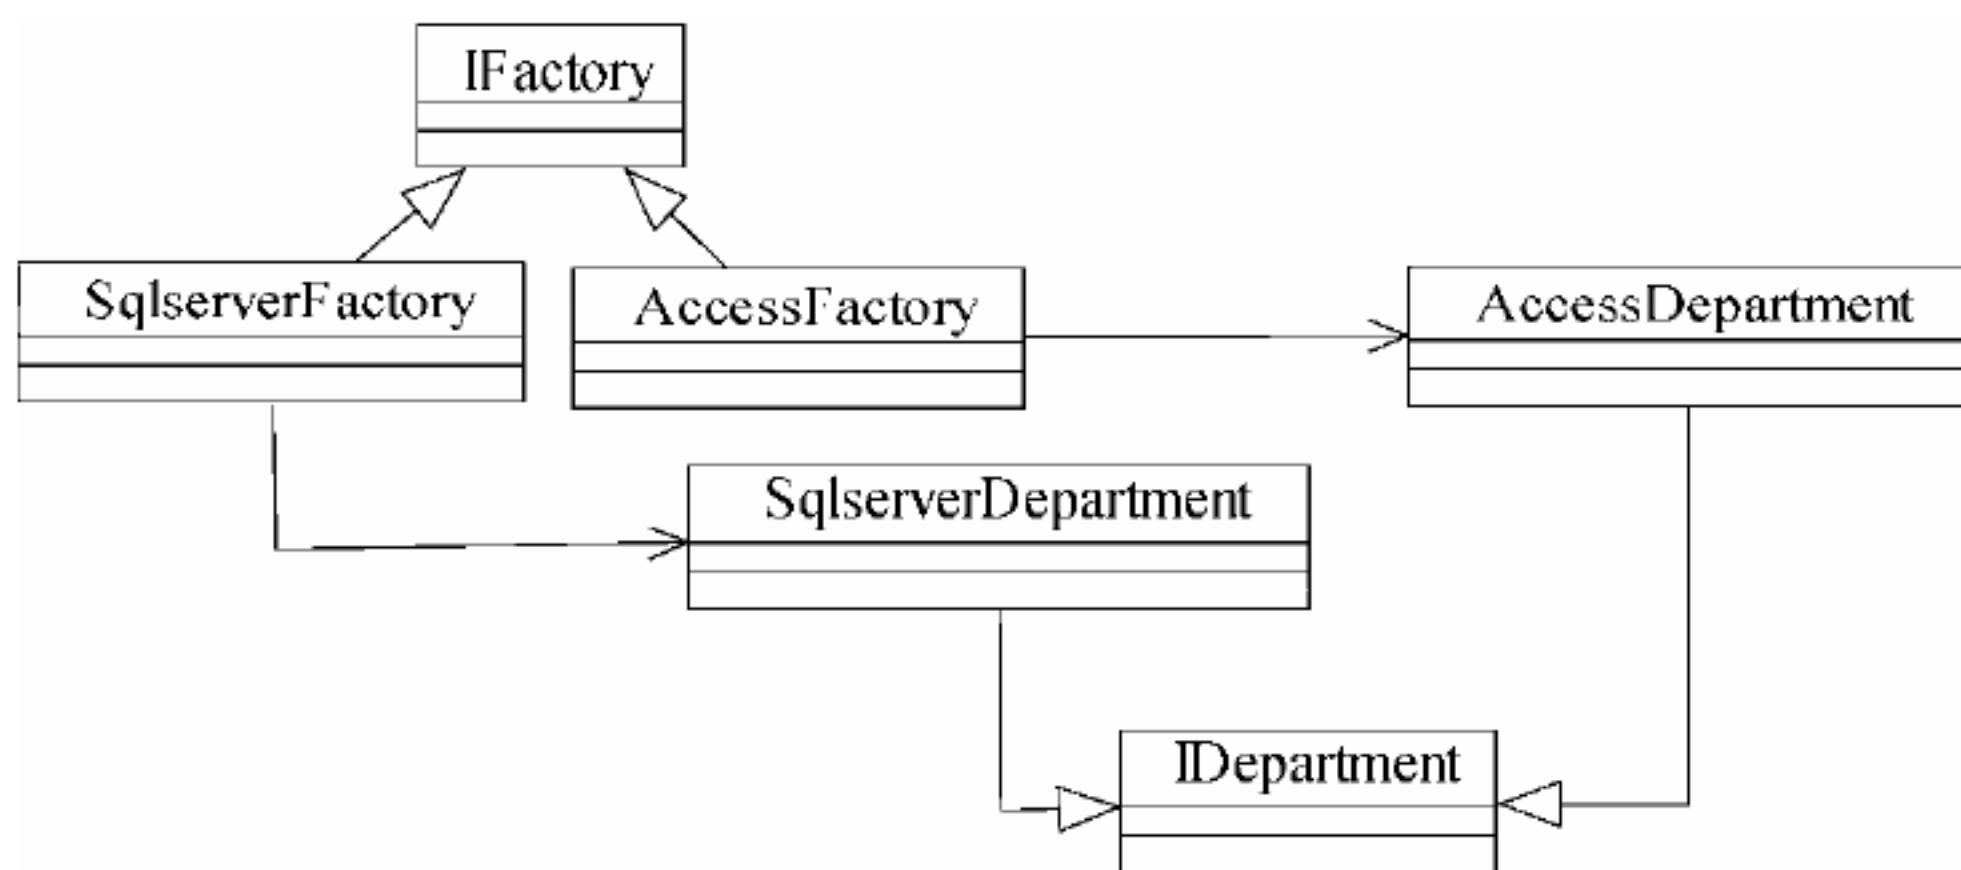 IFactory
SqlserverFactory
AccessFactory
AccessDepartment
SqlserverDepartment
IDepartment